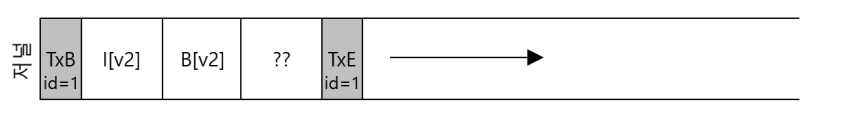 저널
TxB
id=1
I[v2]
B[v2]
??
TxE
id=1